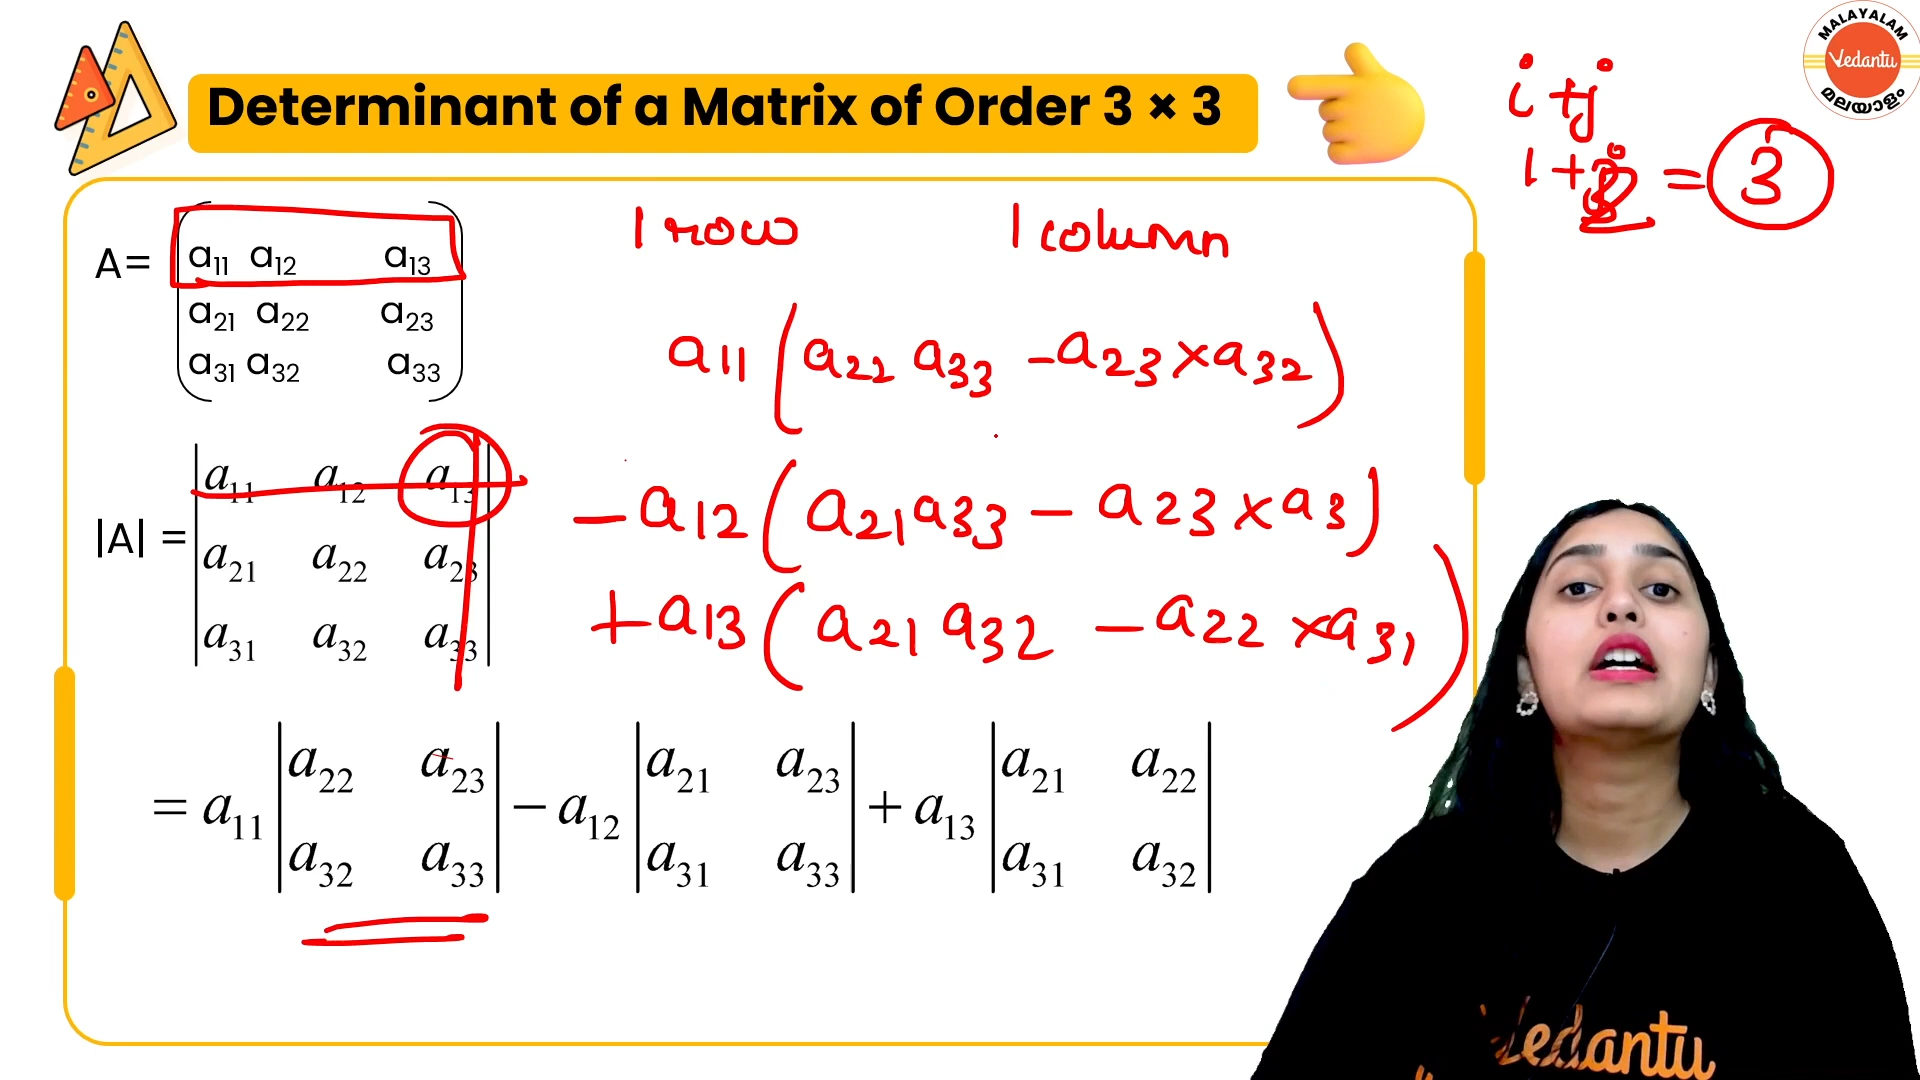 Determinant of a Matrix of Order 3 × 3
MALAYALAM
Vedantu
മലയാളം
i + j
1 + = 3
1 row 1 column
A=
a11 a12 a13
a21 a22 a23
a31 a32 a33
a11 (a22 a33 - a23 × a32)
- a12 (a21 a33 - a23 × a3)
+ a13 (a21 a32 - a22 × a31)
|A| =
a11 a12 a13
a21 a22 a23
a31 a32 a33
= a11 |a22 a23| − a12 |a21 a23| + a13 |a21 a22|
|a32 a33| |a31 a33| |a31 a32|
Vedantu